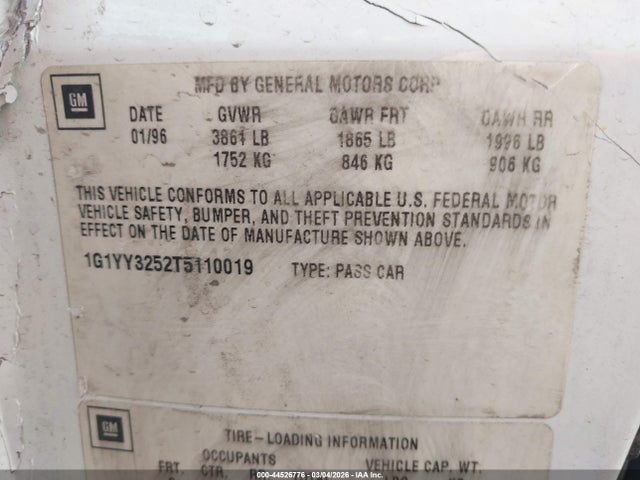 GM
MFD BY GENERAL MOTORS CORP
DATE GVWR GAWR FRT GAWR RR
01/96 3861 LB 1865 LB 1996 LB
1752 KG 846 KG 906 KG
THIS VEHICLE CONFORMS TO ALL APPLICABLE U.S. FEDERAL MOTOR
VEHICLE SAFETY, BUMPER, AND THEFT PREVENTION STANDARDS IN
EFFECT ON THE DATE OF MANUFACTURE SHOWN ABOVE.
1G1YY3252T5110019 TYPE: PASS CAR
GM
TIRE-LOADING INFORMATION
OCCUPANTS VEHICLE CAP. WT.
FRT. CTR.
000-44526776 - 03/04/2026 - 0000